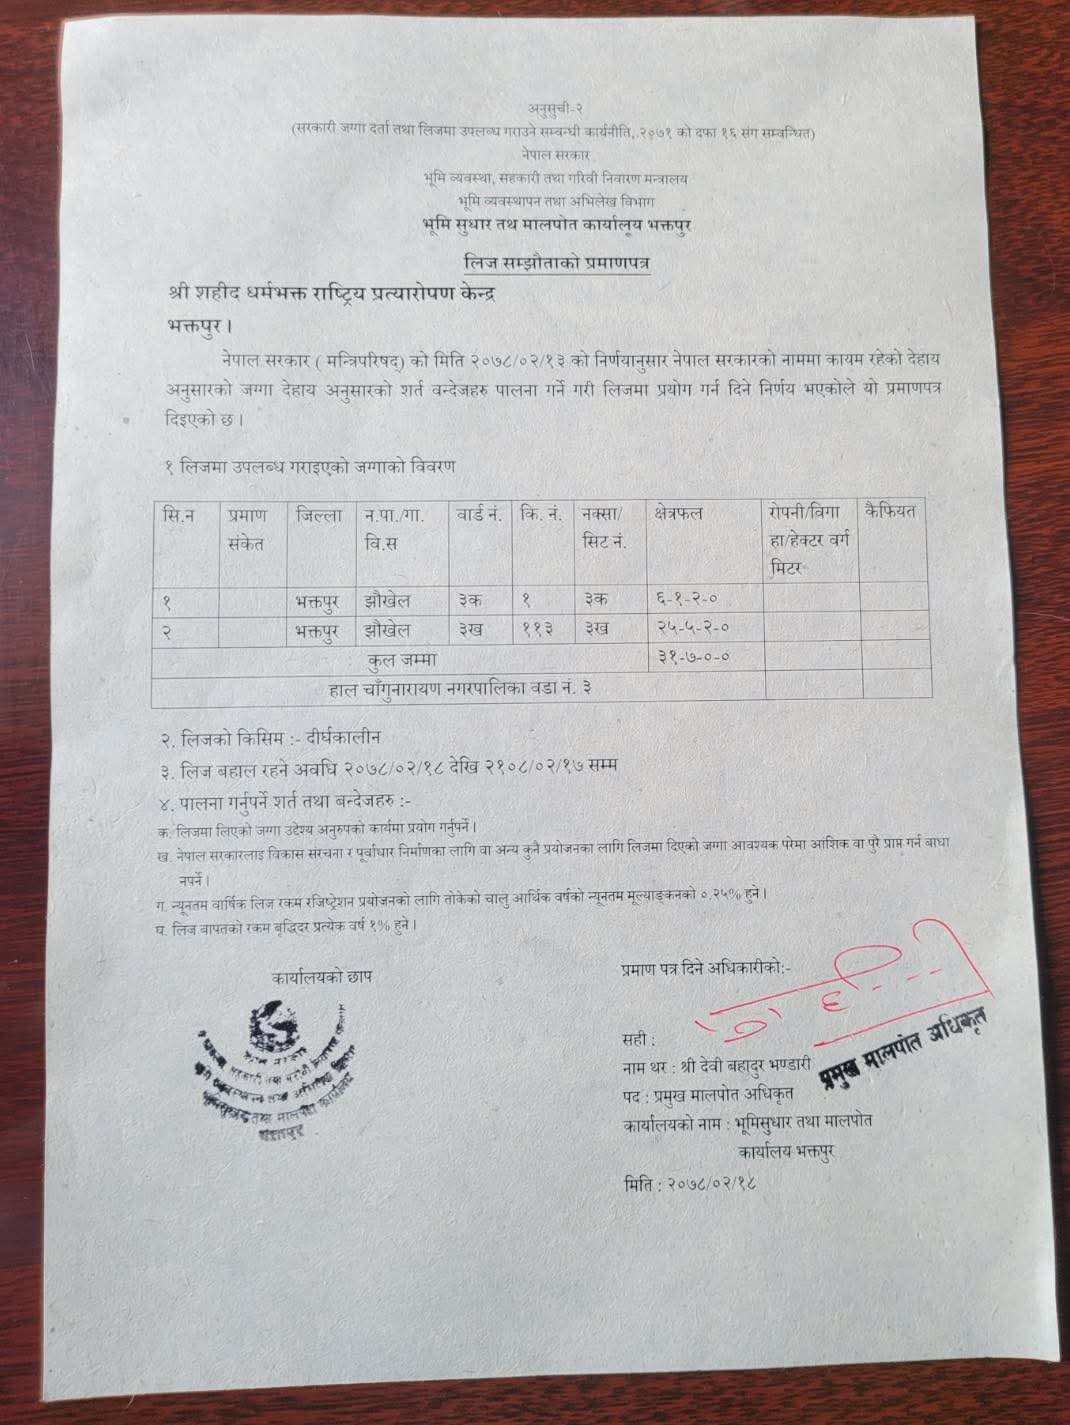 अनुसुची-२
(सरकारी जग्गा दर्ता तथा लिजमा उपलब्ध गराउने सम्बन्धी कार्यनीति, २०७१ को दफा १६ संग सम्बन्धित)
नेपाल सरकार
भूमि व्यवस्था, सहकारी तथा गरिवी निवारण मन्त्रालय
भूमि व्यवस्थापन तथा अभिलेख विभाग
भूमि सुधार तथ मालपोत कार्यालय भक्तपुर
लिज सम्झौताको प्रमाणपत्र
श्री शहीद धर्मभक्त राष्ट्रिय प्रत्यारोपण केन्द्र
भक्तपुर ।
नेपाल सरकार ( मन्त्रिपरिषद्) को मिति २०७८/०२/१३ को निर्णयानुसार नेपाल सरकारको नाममा कायम रहेको देहाय
अनुसारको जग्गा देहाय अनुसारको शर्त वन्देजहरु पालना गर्ने गरी लिजमा प्रयोग गर्न दिने निर्णय भएकोले यो प्रमाणपत्र
दिइएको छ ।
१ लिजमा उपलब्ध गराइएको जग्गाको विवरण
सि.न प्रमाण संकेत जिल्ला न.पा./गा. वि.स वार्ड नं. कि. नं. नक्सा/ सिट नं. क्षेत्रफल रोपनी/विगा हा/हेक्टर वर्ग मिटर कैफियत
१ भक्तपुर झौखेल ३क १ ३क ६-१-२-०
२ भक्तपुर झौखेल ३ख ११३ ३ख २५-५-२-०
कुल जम्मा ३१-७-०-०
हाल चाँगुनारायण नगरपालिका वडा नं. ३
२. लिजको किसिम :- दीर्घकालीन
३. लिज बहाल रहने अवधि २०७८/०२/१८ देखि २१०८/०२/१७ सम्म
४. पालना गर्नुपर्ने शर्त तथा बन्देजहरु :-
क. लिजमा लिएको जग्गा उद्देश्य अनुरुपको कार्यमा प्रयोग गर्नुपर्ने ।
ख. नेपाल सरकारलाइ विकास संरचना र पूर्वाधार निर्माणका लागि वा अन्य कुनै प्रयोजनका लागि लिजमा दिएको जग्गा आवश्यक परेमा आंशिक वा पुरै प्राप्त गर्न बाधा
नपर्ने ।
ग. न्यूनतम वार्षिक लिज रकम रजिष्ट्रेशन प्रयोजनको लागि तोकेको चालु आर्थिक वर्षको न्यूनतम मूल्याङ्कनको ०.२५% हुने ।
घ. लिज बापतको रकम बृद्धिदर प्रत्येक वर्ष १% हुने ।
कार्यालयको छाप
प्रमाण पत्र दिने अधिकारीको:-
सही :
नाम थर : श्री देवी बहादुर भण्डारी
प्रमुख मालपोत अधिकृत
पद : प्रमुख मालपोत अधिकृत
कार्यालयको नाम : भूमिसुधार तथा मालपोत
कार्यालय भक्तपुर
मिति : २०७८/०२/१८